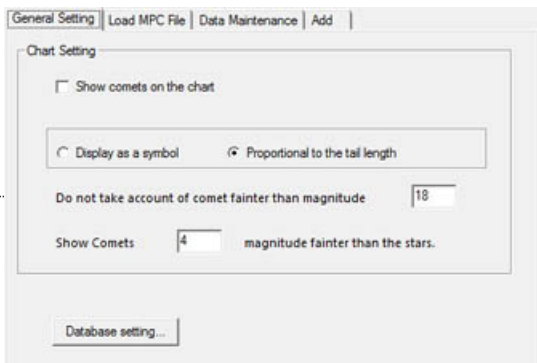 General Setting Load MPC File Data Maintenance Add
Chart Setting
Show comets on the chart
Display as a symbol Proportional to the tail length
Do not take account of comet fainter than magnitude 18
Show Comets 4 magnitude fainter than the stars.
Database setting...